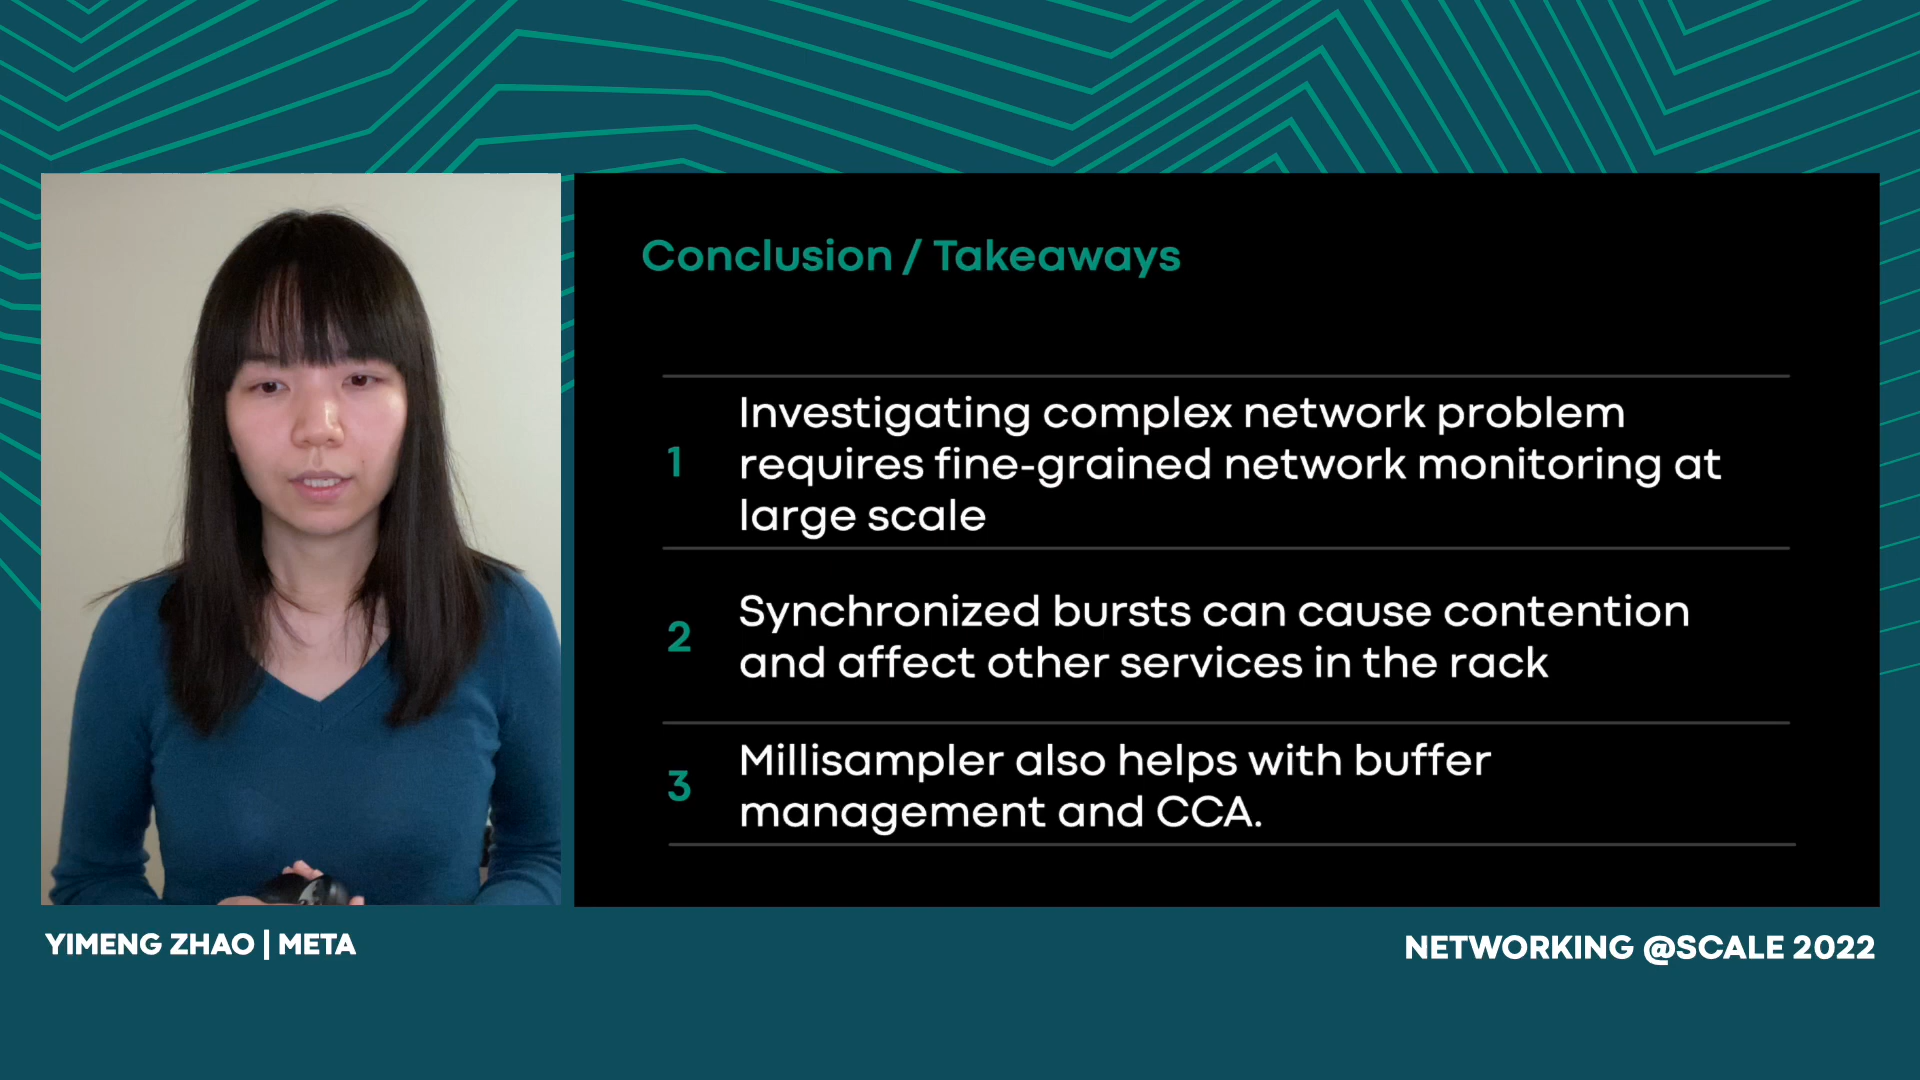 Conclusion / Takeaways
1
Investigating complex network problem
requires fine-grained network monitoring at
large scale
2
Synchronized bursts can cause contention
and affect other services in the rack
3
Millisampler also helps with buffer
management and CCA.
YIMENG ZHAO | META
NETWORKING @SCALE 2022